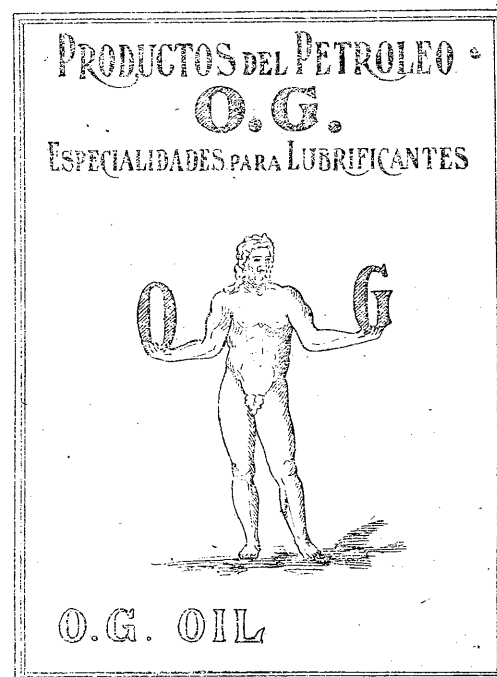 PRODUCTOS DEL PETROLEO
O.G.
ESPECIALIDADES PARA LUBRIFICANTES
O G
O.G. OIL